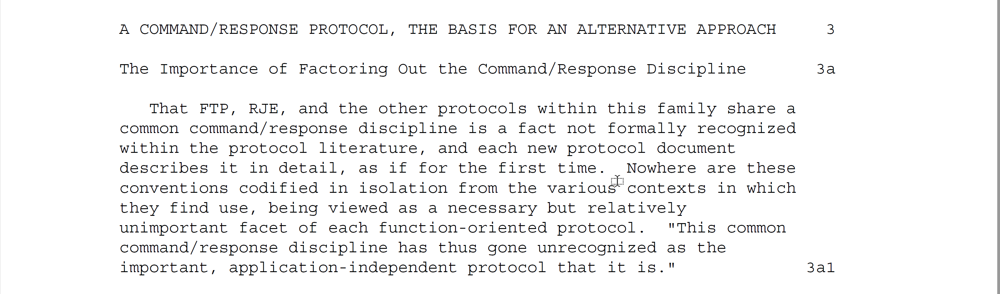 A COMMAND/RESPONSE PROTOCOL, THE BASIS FOR AN ALTERNATIVE APPROACH 3
The Importance of Factoring Out the Command/Response Discipline 3a
That FTP, RJE, and the other protocols within this family share a
common command/response discipline is a fact not formally recognized
within the protocol literature, and each new protocol document
describes it in detail, as if for the first time.  Nowhere are these
conventions codified in isolation from the various contexts in which
they find use, being viewed as a necessary but relatively
unimportant facet of each function-oriented protocol.  "This common
command/response discipline has thus gone unrecognized as the
important, application-independent protocol that it is." 3a1